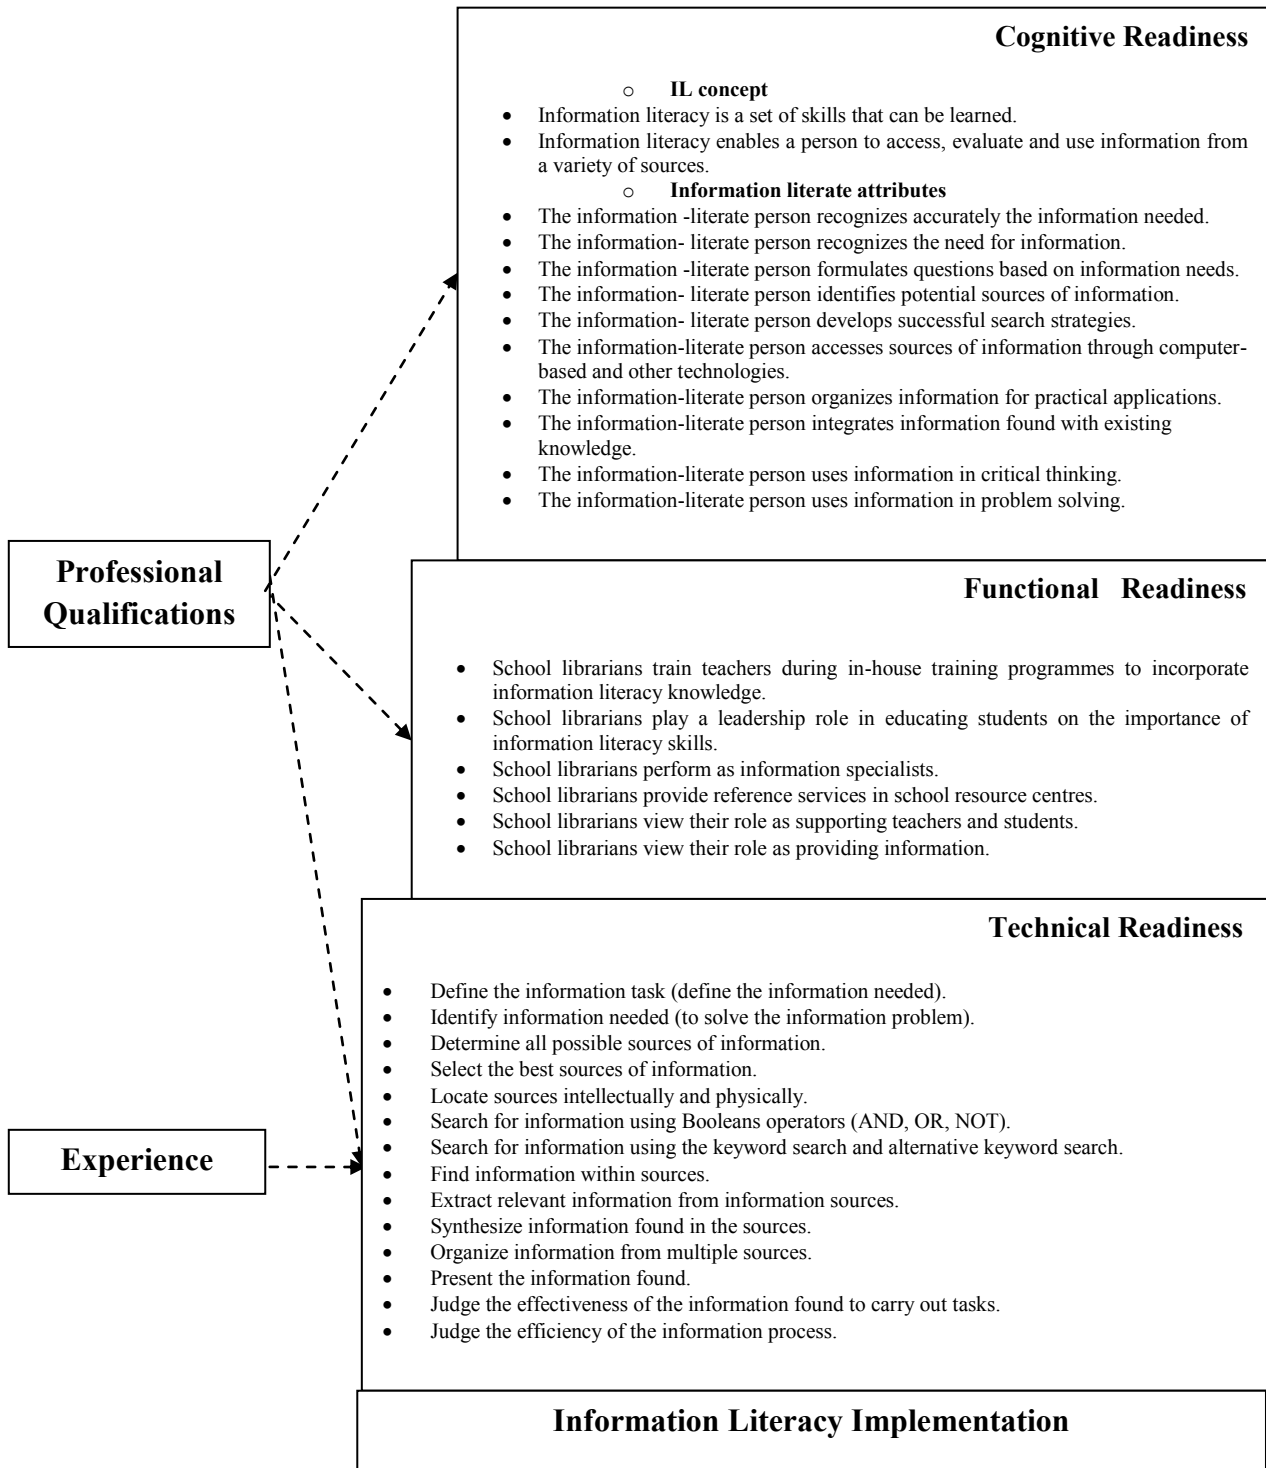 Cognitive Readiness
o IL concept
• Information literacy is a set of skills that can be learned.
• Information literacy enables a person to access, evaluate and use information from
a variety of sources.
o Information literate attributes
• The information -literate person recognizes accurately the information needed.
• The information- literate person recognizes the need for information.
• The information -literate person formulates questions based on information needs.
• The information- literate person identifies potential sources of information.
• The information- literate person develops successful search strategies.
• The information-literate person accesses sources of information through computer-
based and other technologies.
• The information-literate person organizes information for practical applications.
• The information-literate person integrates information found with existing
knowledge.
• The information-literate person uses information in critical thinking.
• The information-literate person uses information in problem solving.
Professional
Qualifications
Functional Readiness
• School librarians train teachers during in-house training programmes to incorporate
information literacy knowledge.
• School librarians play a leadership role in educating students on the importance of
information literacy skills.
• School librarians perform as information specialists.
• School librarians provide reference services in school resource centres.
• School librarians view their role as supporting teachers and students.
• School librarians view their role as providing information.
Technical Readiness
• Define the information task (define the information needed).
• Identify information needed (to solve the information problem).
• Determine all possible sources of information.
• Select the best sources of information.
• Locate sources intellectually and physically.
• Search for information using Booleans operators (AND, OR, NOT).
• Search for information using the keyword search and alternative keyword search.
• Find information within sources.
• Extract relevant information from information sources.
• Synthesize information found in the sources.
• Organize information from multiple sources.
• Present the information found.
• Judge the effectiveness of the information found to carry out tasks.
• Judge the efficiency of the information process.
Experience
Information Literacy Implementation